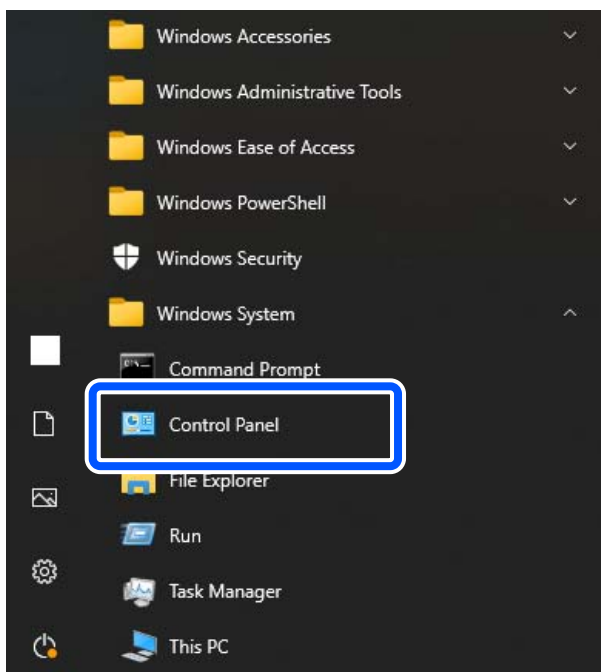 Windows Accessories
Windows Administrative Tools
Windows Ease of Access
Windows PowerShell
Windows Security
Windows System
Command Prompt
Control Panel
File Explorer
Run
Task Manager
This PC